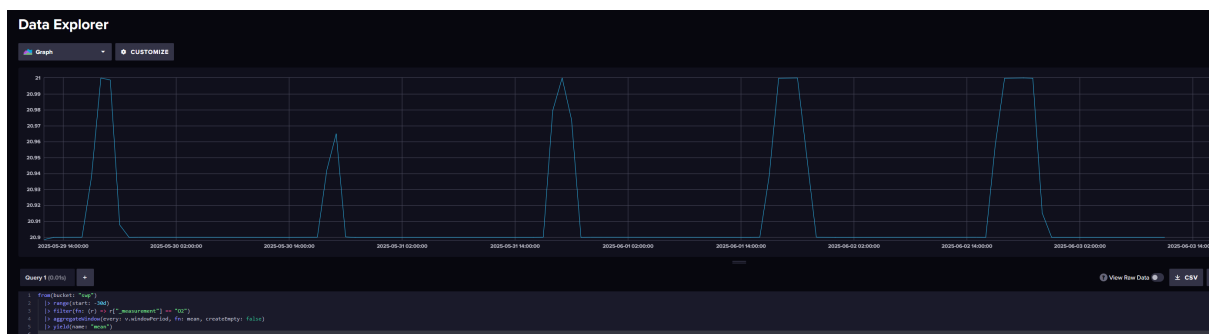 Data Explorer
Graph
CUSTOMIZE
21
20.99
20.98
20.97
20.96
20.95
20.94
20.93
20.92
20.91
20.9
2025-05-29 14:00:00
2025-05-30 02:00:00
2025-05-30 14:00:00
2025-05-31 02:00:00
2025-05-31 14:00:00
2025-06-01 02:00:00
2025-06-01 14:00:00
2025-06-02 02:00:00
2025-06-02 14:00:00
2025-06-03 02:00:00
2025-06-03 14:0
Query 1 (0.01s)
+
? View Raw Data
CSV
1 from(bucket: "swp")
2 |> range(start: -30d)
3 |> filter(fn: (r) => r["_measurement"] == "O2")
4 |> aggregateWindow(every: v.windowPeriod, fn: mean, createEmpty: false)
5 |> yield(name: "mean")